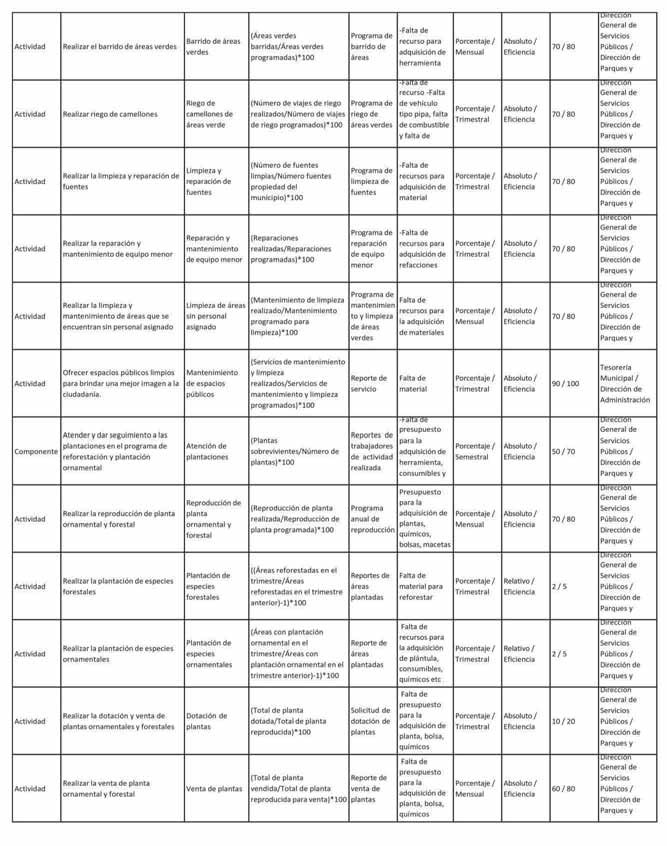 Actividad
Realizar el barrido de áreas verdes
Barrido de áreas
verdes
(Áreas verdes
barridas/Áreas verdes
programadas)*100
Programa de
barrido de
áreas
-Falta de
recurso para
adquisición de
herramienta
Porcentaje /
Mensual
Absoluto /
Eficiencia
70 / 80
Dirección
General de
Servicios
Públicos /
Dirección de
Parques y
Actividad
Realizar riego de camellones
Riego de
camellones de
áreas verde
(Número de viajes de riego
realizados/Número de viajes
de riego programados)*100
Programa de
riego de
áreas verdes
-Falta de
recurso -Falta
de vehículo
tipo pipa, falta
de combustible
y falta de
Porcentaje /
Trimestral
Absoluto /
Eficiencia
70 / 80
Dirección
General de
Servicios
Públicos /
Dirección de
Parques y
Actividad
Realizar la limpieza y reparación de
fuentes
Limpieza y
reparación de
fuentes
(Número de fuentes
limpias/Número fuentes
propiedad del
municipio)*100
Programa de
limpieza de
fuentes
-Falta de
recursos para
adquisición de
material
Porcentaje /
Trimestral
Absoluto /
Eficiencia
70 / 80
Dirección
General de
Servicios
Públicos /
Dirección de
Parques y
Actividad
Realizar la reparación y
mantenimiento de equipo menor
Reparación y
mantenimiento
de equipo menor
(Reparaciones
realizadas/Reparaciones
programadas)*100
Programa de
reparación
de equipo
menor
-Falta de
recursos para
adquisición de
refacciones
Porcentaje /
Trimestral
Absoluto /
Eficiencia
70 / 80
Dirección
General de
Servicios
Públicos /
Dirección de
Parques y
Actividad
Realizar la limpieza y
mantenimiento de áreas que se
encuentran sin personal asignado
Limpieza de áreas
sin personal
asignado
(Mantenimiento de limpieza
realizado/Mantenimiento
programado para
limpieza)*100
Programa de
mantenimien
to y limpieza
de áreas
verdes
Falta de
recursos para
la adquisición
de materiales
Porcentaje /
Mensual
Absoluto /
Eficiencia
70 / 80
Dirección
General de
Servicios
Públicos /
Dirección de
Parques y
Actividad
Ofrecer espacios públicos limpios
para brindar una mejor imagen a la
ciudadanía.
Mantenimiento
de espacios
públicos
(Servicios de mantenimiento
y limpieza
realizados/Servicios de
mantenimiento y limpieza
programados)*100
Reporte de
servicio
Falta de
material
Porcentaje /
Trimestral
Absoluto /
Eficiencia
90 / 100
Tesorería
Municipal /
Dirección de
Administración
Componente
Atender y dar seguimiento a las
plantaciones en el programa de
reforestación y plantación
ornamental
Atención de
plantaciones
(Plantas
sobrevivientes/Número de
plantas)*100
Reportes de
trabajadores
de actividad
realizada
-Falta de
presupuesto
para la
adquisición de
herramienta,
consumibles y
Porcentaje /
Semestral
Absoluto /
Eficiencia
50 / 70
Dirección
General de
Servicios
Públicos /
Dirección de
Parques y
Actividad
Realizar la reproducción de planta
ornamental y forestal
Reproducción de
planta
ornamental y
forestal
(Reproducción de planta
realizada/Reproducción de
planta programada)*100
Programa
anual de
reproducción
Presupuesto
para la
adquisición de
plantas,
químicos,
bolsas, macetas
Porcentaje /
Mensual
Absoluto /
Eficiencia
70 / 80
Dirección
General de
Servicios
Públicos /
Dirección de
Parques y
Actividad
Realizar la plantación de especies
forestales
Plantación de
especies
forestales
((Áreas reforestadas en el
trimestre/Áreas
reforestadas en el trimestre
anterior)-1)*100
Reportes de
áreas
plantadas
Falta de
material para
reforestar
Porcentaje /
Trimestral
Relativo /
Eficiencia
2 / 5
Dirección
General de
Servicios
Públicos /
Dirección de
Parques y
Actividad
Realizar la plantación de especies
ornamentales
Plantación de
especies
ornamentales
(Áreas con plantación
ornamental en el
trimestre/Áreas con
plantación ornamental en el
trimestre anterior)-1)*100
Reporte de
áreas
plantadas
Falta de
recursos para
la adquisición
de plántula,
consumibles,
químicos etc
Porcentaje /
Trimestral
Relativo /
Eficiencia
2 / 5
Dirección
General de
Servicios
Públicos /
Dirección de
Parques y
Actividad
Realizar la dotación y venta de
plantas ornamentales y forestales
Dotación de
plantas
(Total de planta
dotada/Total de planta
reproducida)*100
Solicitud de
dotación de
plantas
Falta de
presupuesto
para la
adquisición de
planta, bolsa,
químicos
Porcentaje /
Trimestral
Absoluto /
Eficiencia
10 / 20
Dirección
General de
Servicios
Públicos /
Dirección de
Parques y
Actividad
Realizar la venta de planta
ornamental y forestal
Venta de plantas
(Total de planta
vendida/Total de planta
reproducida para venta)*100
Reporte de
venta de
plantas
Falta de
presupuesto
para la
adquisición de
planta, bolsa,
químicos
Porcentaje /
Mensual
Absoluto /
Eficiencia
60 / 80
Dirección
General de
Servicios
Públicos /
Dirección de
Parques y